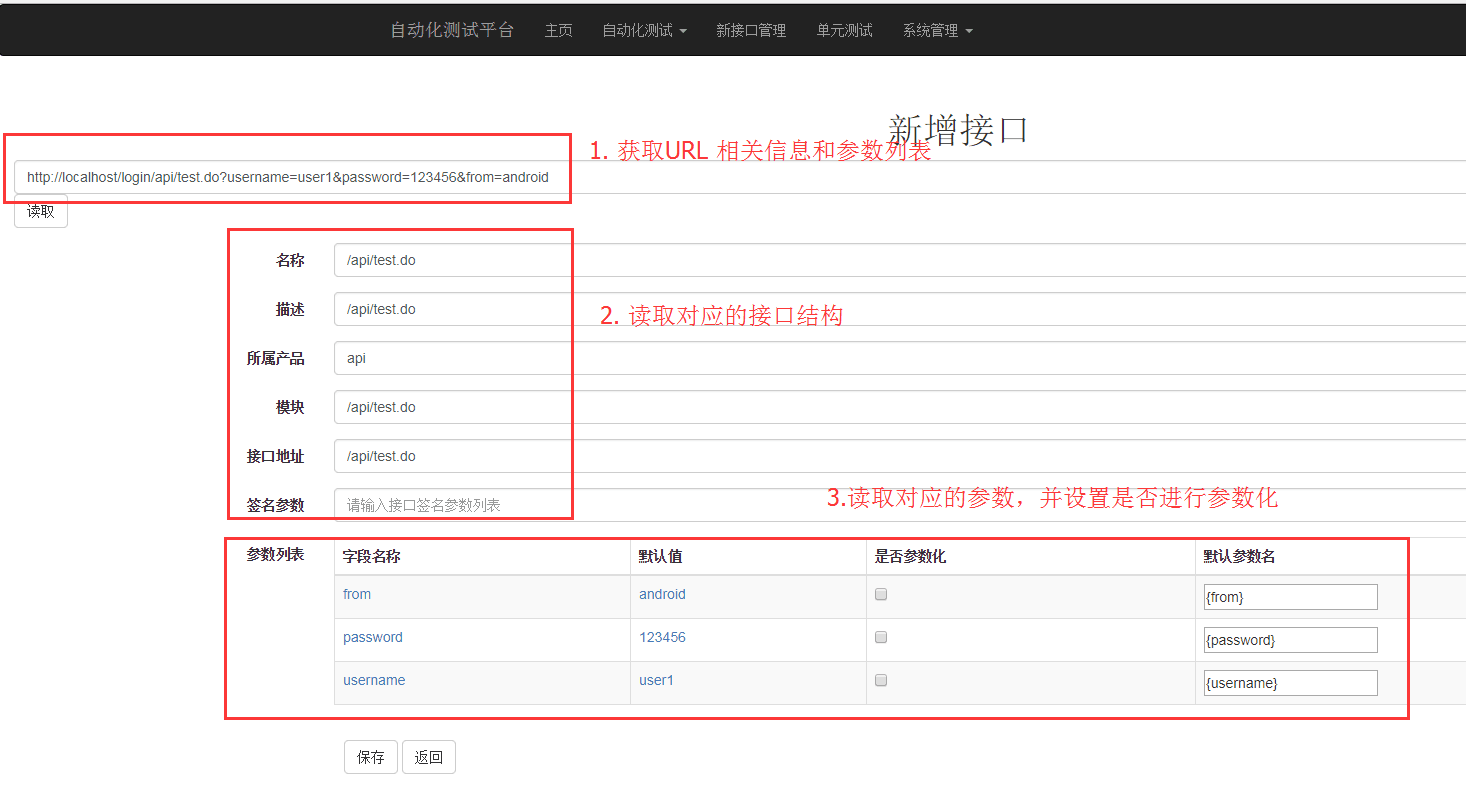 自动化测试平台 主页 自动化测试 新接口管理 单元测试 系统管理
新增接口
1. 获取URL 相关信息和参数列表
http://localhost/login/api/test.do?username=user1&password=123456&from=android
读取
名称 /api/test.do
描述 /api/test.do
2. 读取对应的接口结构
所属产品 api
模块 /api/test.do
接口地址 /api/test.do
签名参数 请输入接口签名参数列表
3.读取对应的参数，并设置是否进行参数化
参数列表 字段名称 默认值 是否参数化 默认参数名
from android {from}
password 123456 {password}
username user1 {username}
保存 返回